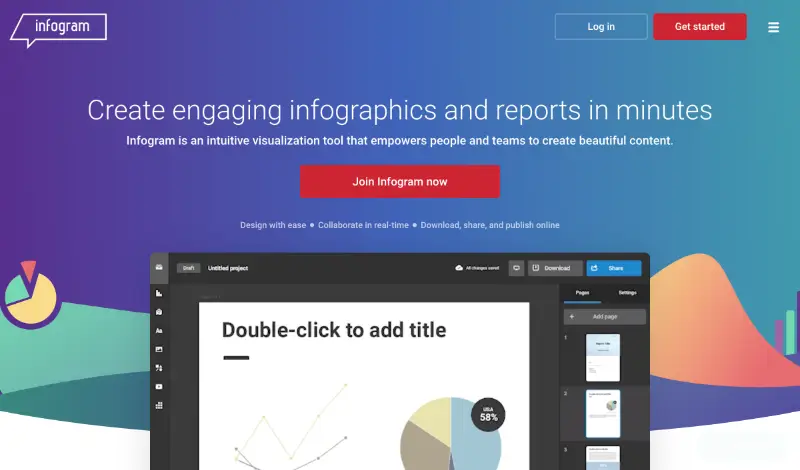 infogram
Log in
Get started
Create engaging infographics and reports in minutes
Infogram is an intuitive visualization tool that empowers people and teams to create beautiful content.
Join Infogram now
Design with ease • Collaborate in real-time • Download, share, and publish online
Draft
Untitled project
All changes saved
Download
Share
Pages
Settings
+ Add page
Aa
Double-click to add title
USA
58%
1
2
3